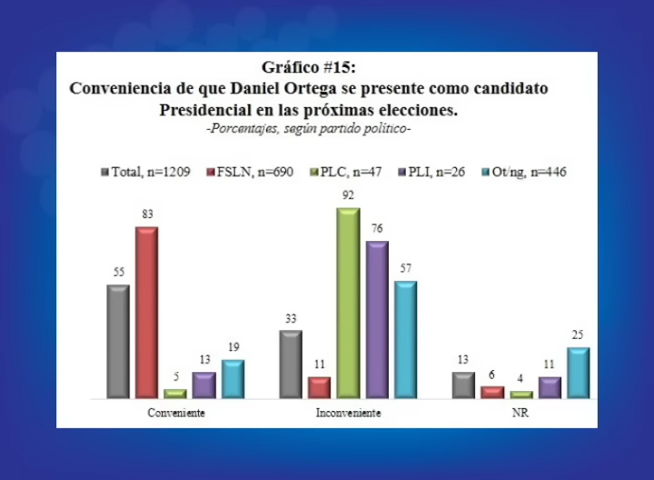 Gráfico #15:
Conveniencia de que Daniel Ortega se presente como candidato
Presidencial en las próximas elecciones.
-Porcentajes, según partido político-
Total, n=1209 FSLN, n=690 PLC, n=47 PLI, n=26 Ot/ng, n=446
55 83 5 13 19
33 11 92 76 57
13 6 4 11 25
Conveniente Inconveniente NR